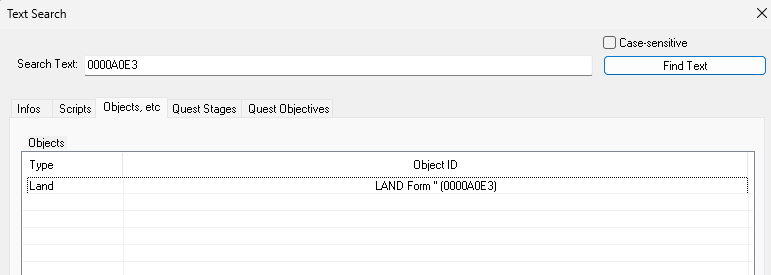 Text Search
Case-sensitive
Search Text: 0000A0E3
Find Text
Infos Scripts Objects, etc Quest Stages Quest Objectives
Objects
Type Object ID
Land LAND Form '' (0000A0E3)